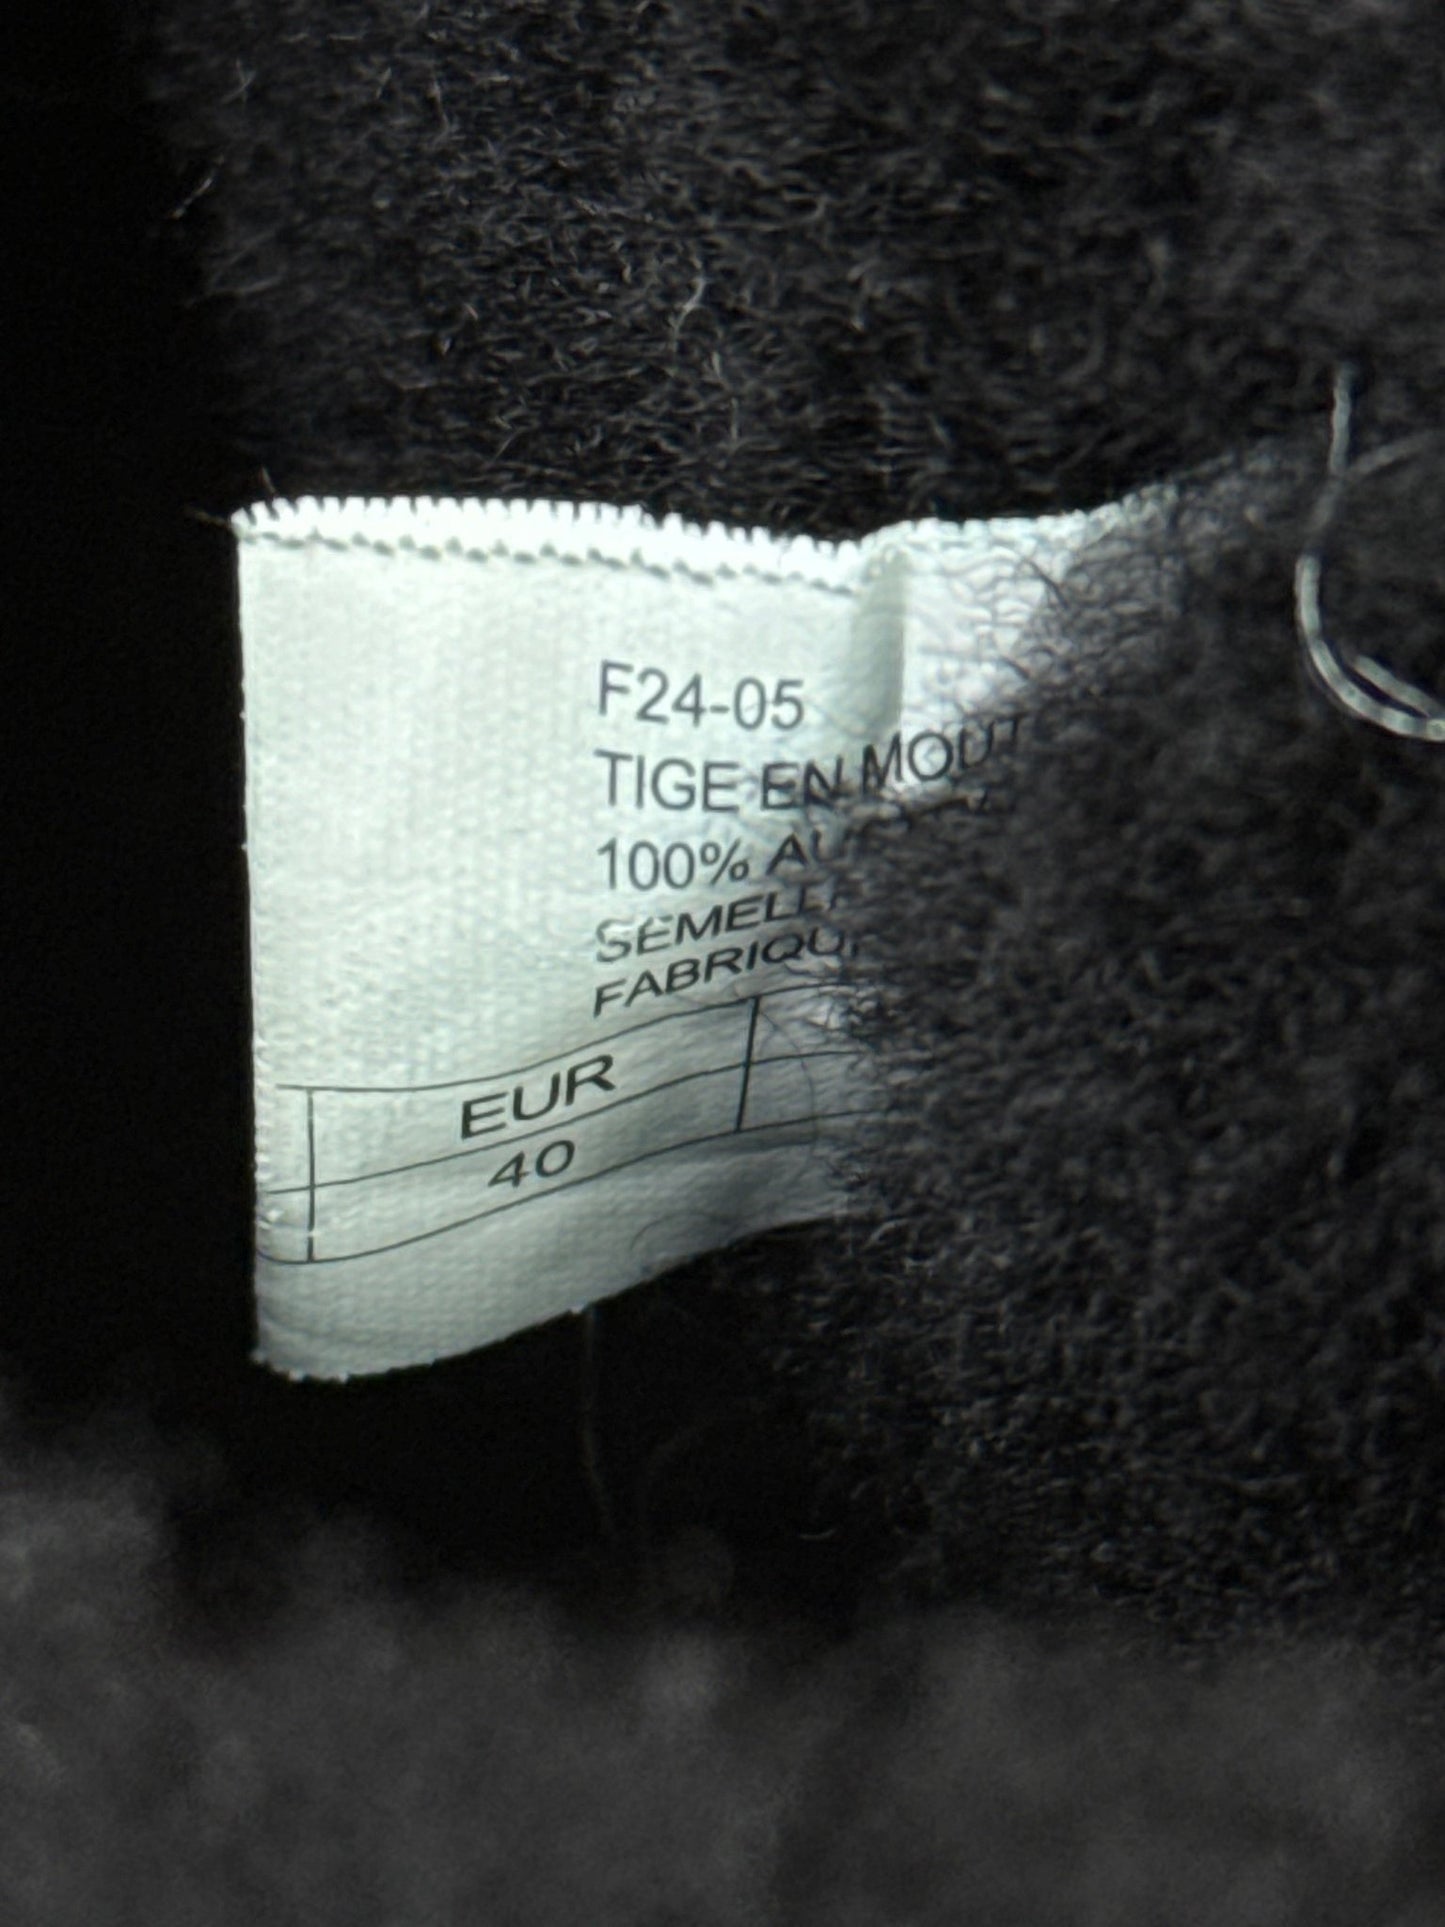 F24-05
TIGE EN MOUT
100% AU
SEMELL
FABRIQU
EUR
40